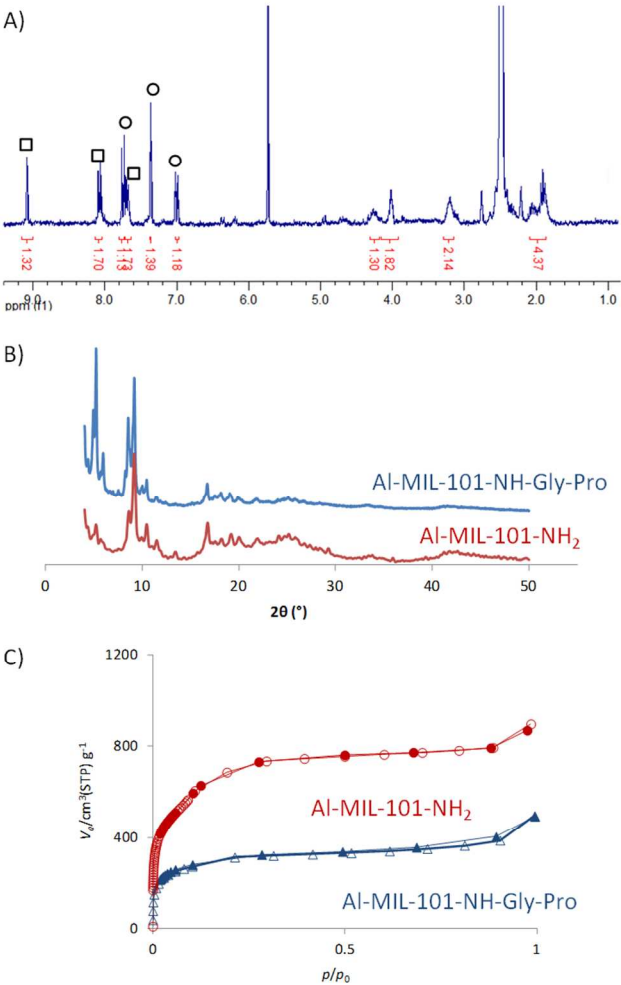 A)
1.32 1.70 1.13 1.73 1.39 1.18 1.30 1.82 2.14 4.37
ppm (f1) 9.0 8.0 7.0 6.0 5.0 4.0 3.0 2.0 1.0
B)
Al-MIL-101-NH-Gly-Pro
Al-MIL-101-NH₂
0 10 20 30 40 50
2θ (°)
C)
1200
800
400
0
Vₐ/cm³(STP) g⁻¹
Al-MIL-101-NH₂
Al-MIL-101-NH-Gly-Pro
0 0.5 1
p/p₀